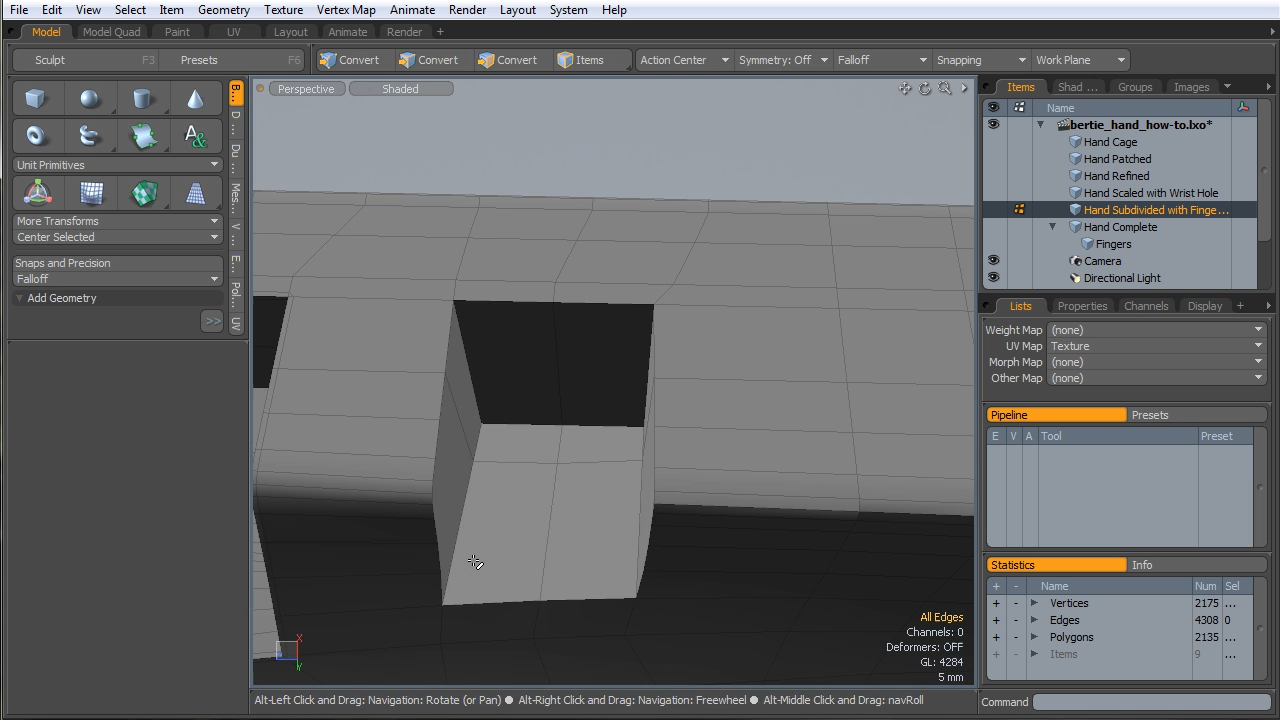 File Edit View Select Item Geometry Texture Vertex Map Animate Render Layout System Help
Model Model Quad Paint UV Layout Animate Render +
Sculpt F3 Presets F6 Convert Convert Convert Items Action Center Symmetry: Off Falloff Snapping Work Plane
Perspective Shaded
Unit Primitives
More Transforms
Center Selected
Snaps and Precision
Falloff
Add Geometry
>>
B...
D ...
Du ...
Mes...
V ...
E...
Pol...
UV
Items Shad ... Groups Images
Name
bertie_hand_how-to.lxo*
Hand Cage
Hand Patched
Hand Refined
Hand Scaled with Wrist Hole
Hand Subdivided with Finge ...
Hand Complete
Fingers
Camera
Directional Light
Lists Properties Channels Display +
Weight Map (none)
UV Map Texture
Morph Map (none)
Other Map (none)
Pipeline Presets
E V A Tool Preset
Statistics Info
+ - Name Num Sel
+ - Vertices 2175 ...
+ - Edges 4308 0
+ - Polygons 2135 ...
+ - Items 9 ...
All Edges
Channels: 0
Deformers: OFF
GL: 4284
5 mm
X
Y
Alt-Left Click and Drag: Navigation: Rotate (or Pan) ● Alt-Right Click and Drag: Navigation: Freewheel ● Alt-Middle Click and Drag: navRoll
Command